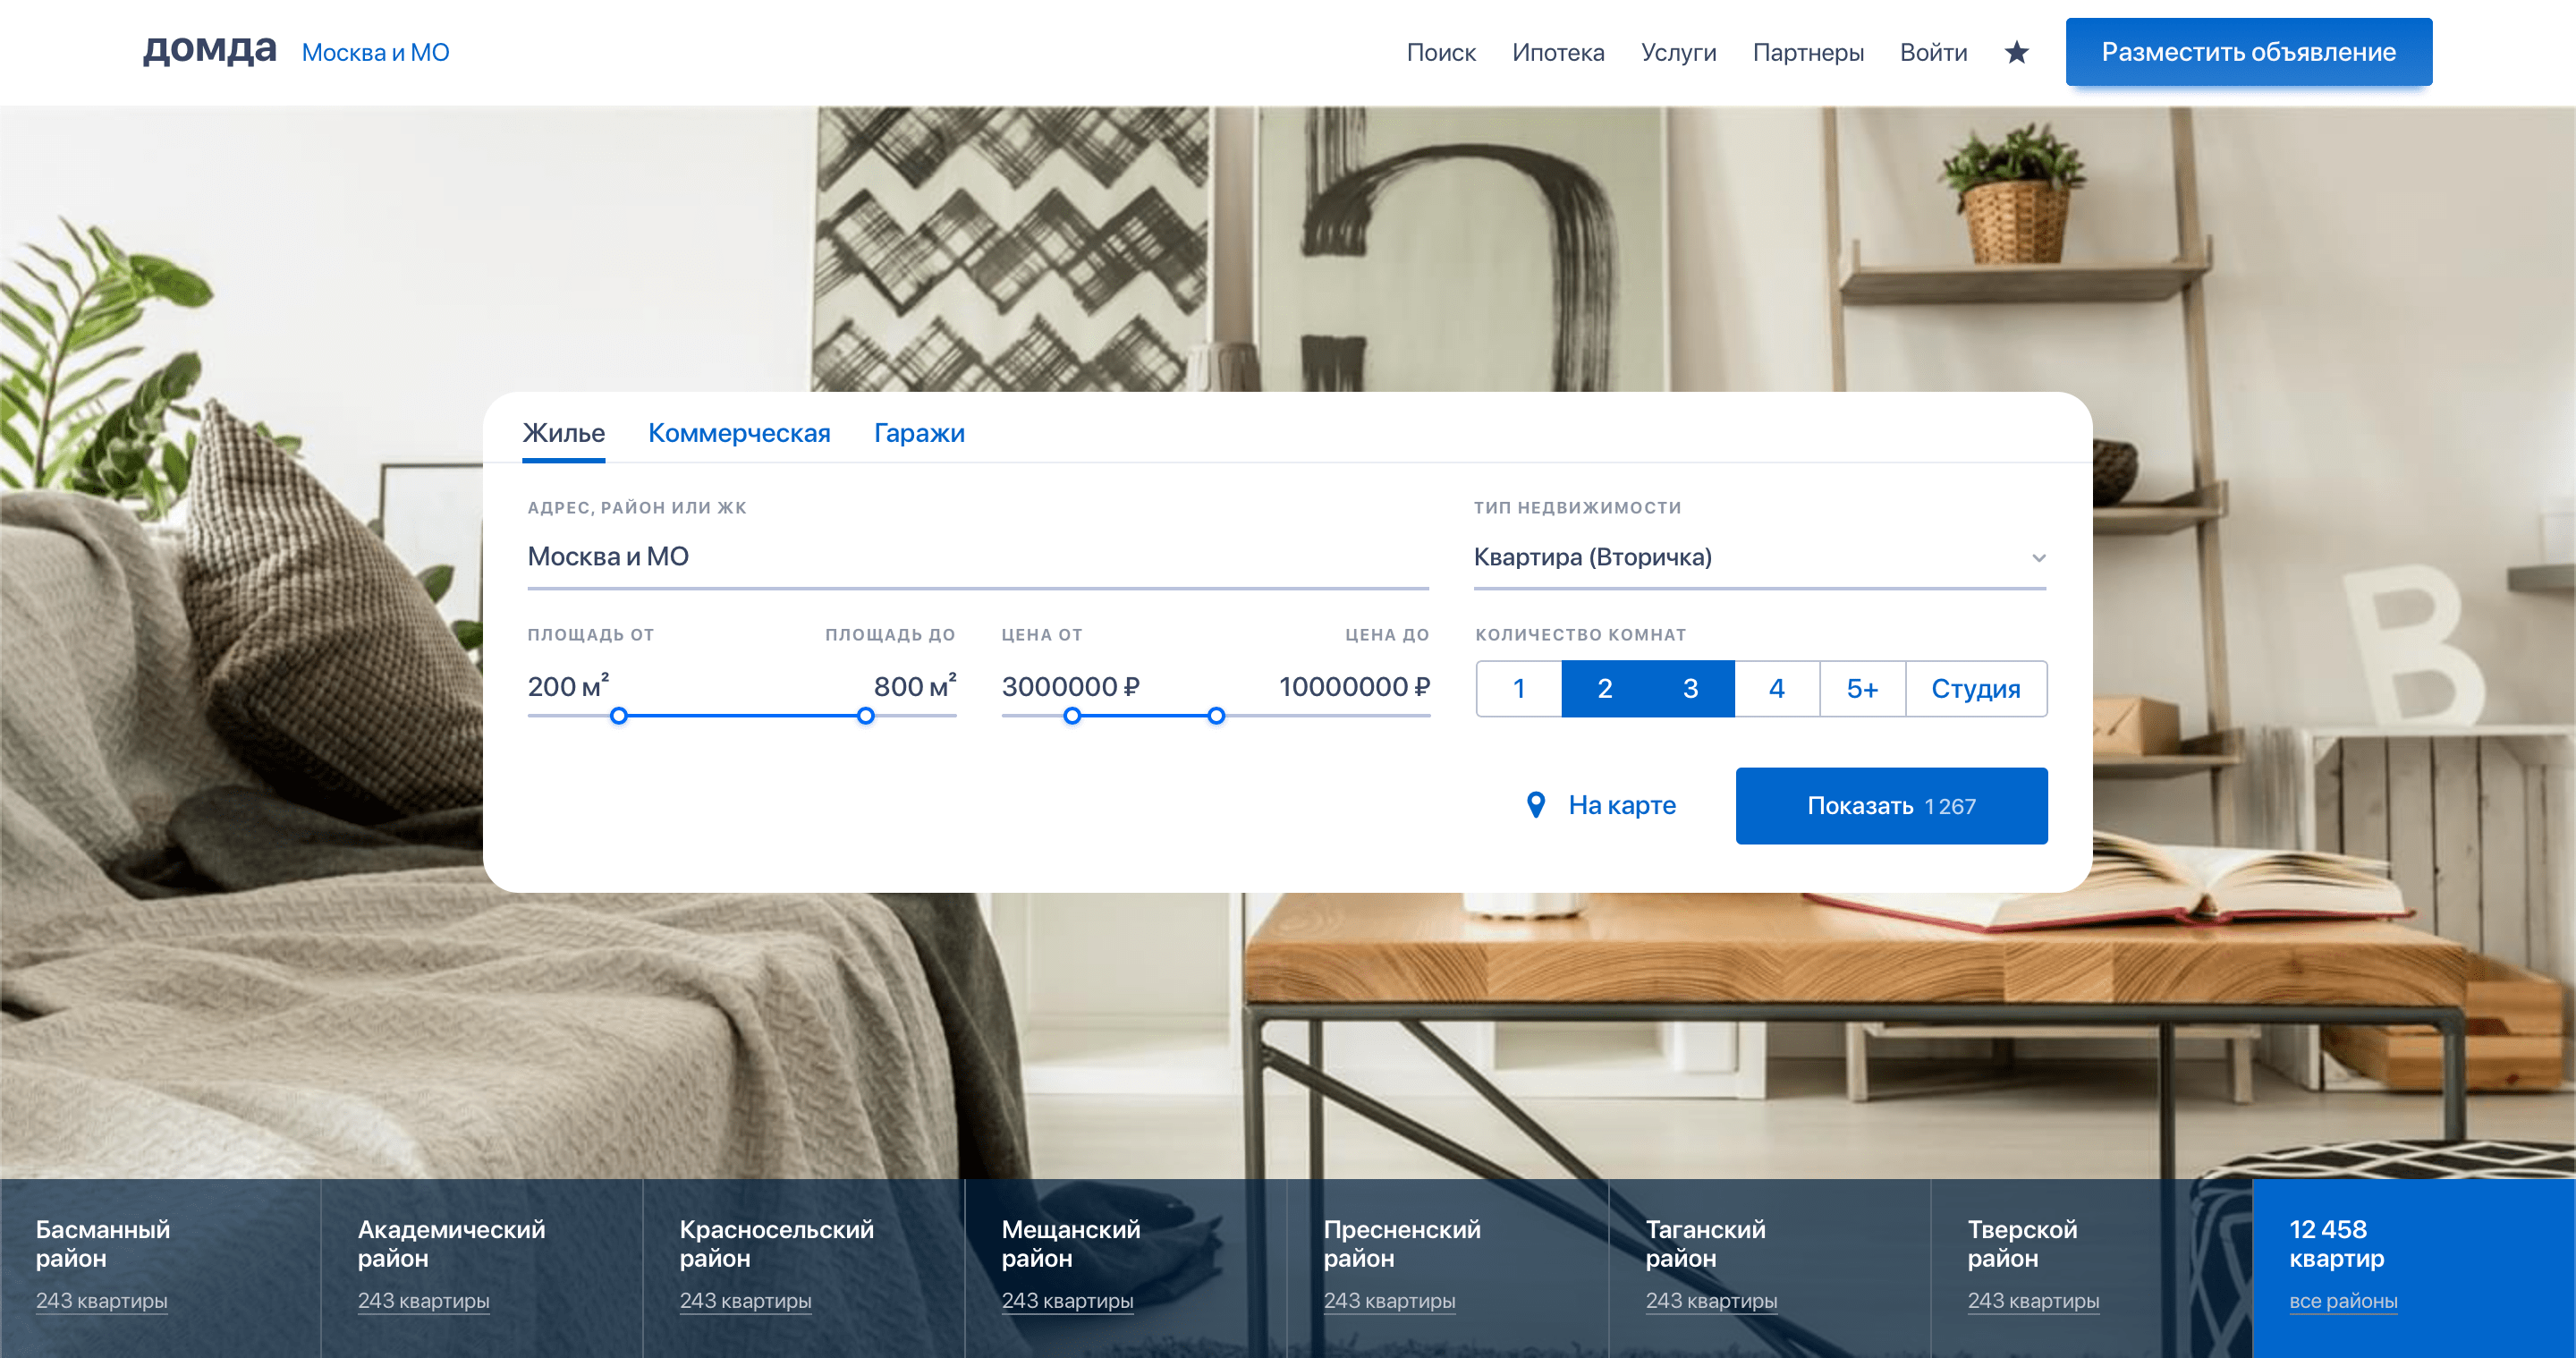 домда
Москва и МО
Поиск
Ипотека
Услуги
Партнеры
Войти
Разместить объявление
Жилье
Коммерческая
Гаражи
АДРЕС, РАЙОН ИЛИ ЖК
Москва и МО
ТИП НЕДВИЖИМОСТИ
Квартира (Вторичка)
ПЛОЩАДЬ ОТ
ПЛОЩАДЬ ДО
200 м²
800 м²
ЦЕНА ОТ
ЦЕНА ДО
3000000 ₽
10000000 ₽
КОЛИЧЕСТВО КОМНАТ
1
2
3
4
5+
Студия
На карте
Показать 1 267
B
Басманный
район
243 квартиры
Академический
район
243 квартиры
Красносельский
район
243 квартиры
Мещанский
район
243 квартиры
Пресненский
район
243 квартиры
Таганский
район
243 квартиры
Тверской
район
243 квартиры
12 458
квартир
все районы